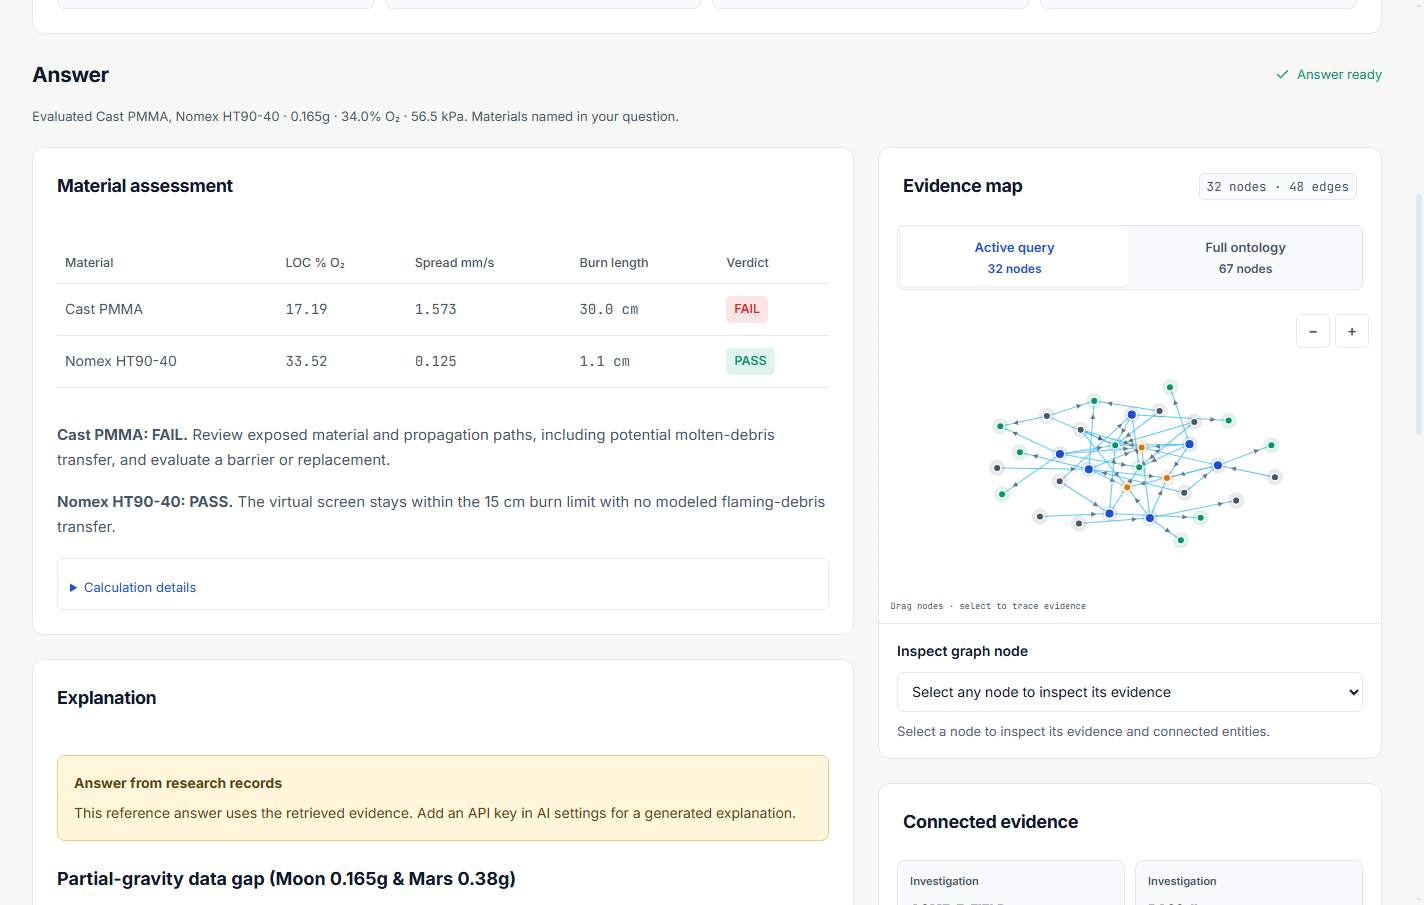 Answer
Answer ready
Evaluated Cast PMMA, Nomex HT90-40 · 0.165g · 34.0% O₂ · 56.5 kPa. Materials named in your question.
Material assessment
Material LOC % O₂ Spread mm/s Burn length Verdict
Cast PMMA 17.19 1.573 30.0 cm FAIL
Nomex HT90-40 33.52 0.125 1.1 cm PASS
Cast PMMA: FAIL. Review exposed material and propagation paths, including potential molten-debris
transfer, and evaluate a barrier or replacement.
Nomex HT90-40: PASS. The virtual screen stays within the 15 cm burn limit with no modeled flaming-debris
transfer.
Calculation details
Explanation
Answer from research records
This reference answer uses the retrieved evidence. Add an API key in AI settings for a generated explanation.
Partial-gravity data gap (Moon 0.165g & Mars 0.38g)
Evidence map
32 nodes · 48 edges
Active query
32 nodes
Full ontology
67 nodes
− +
Drag nodes · select to trace evidence
Inspect graph node
Select any node to inspect its evidence
Select a node to inspect its evidence and connected entities.
Connected evidence
Investigation
Investigation